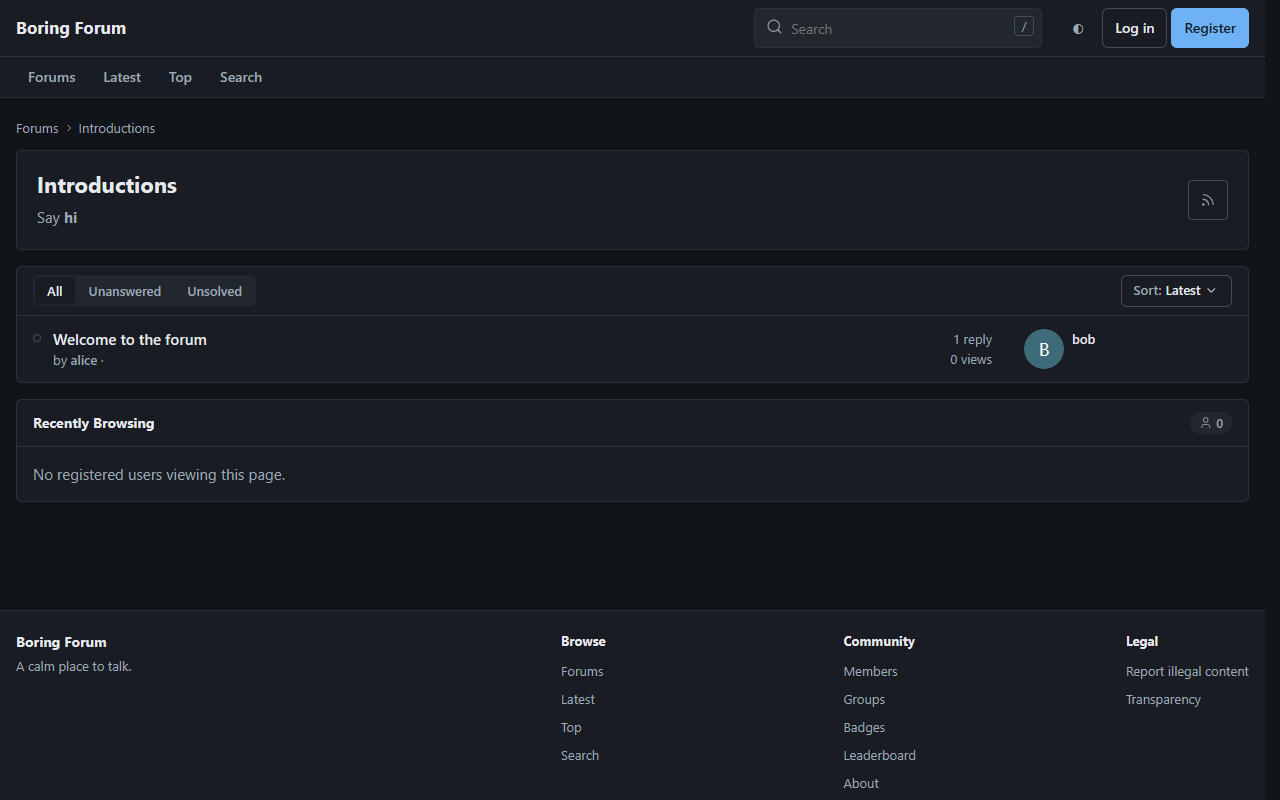 Boring Forum
Search
/
Log in
Register
Forums
Latest
Top
Search
Forums
Introductions
Introductions
Say hi
All
Unanswered
Unsolved
Sort: Latest
Welcome to the forum
by alice ·
1 reply
0 views
B
bob
Recently Browsing
0
No registered users viewing this page.
Boring Forum
A calm place to talk.
Browse
Forums
Latest
Top
Search
Community
Members
Groups
Badges
Leaderboard
About
Legal
Report illegal content
Transparency